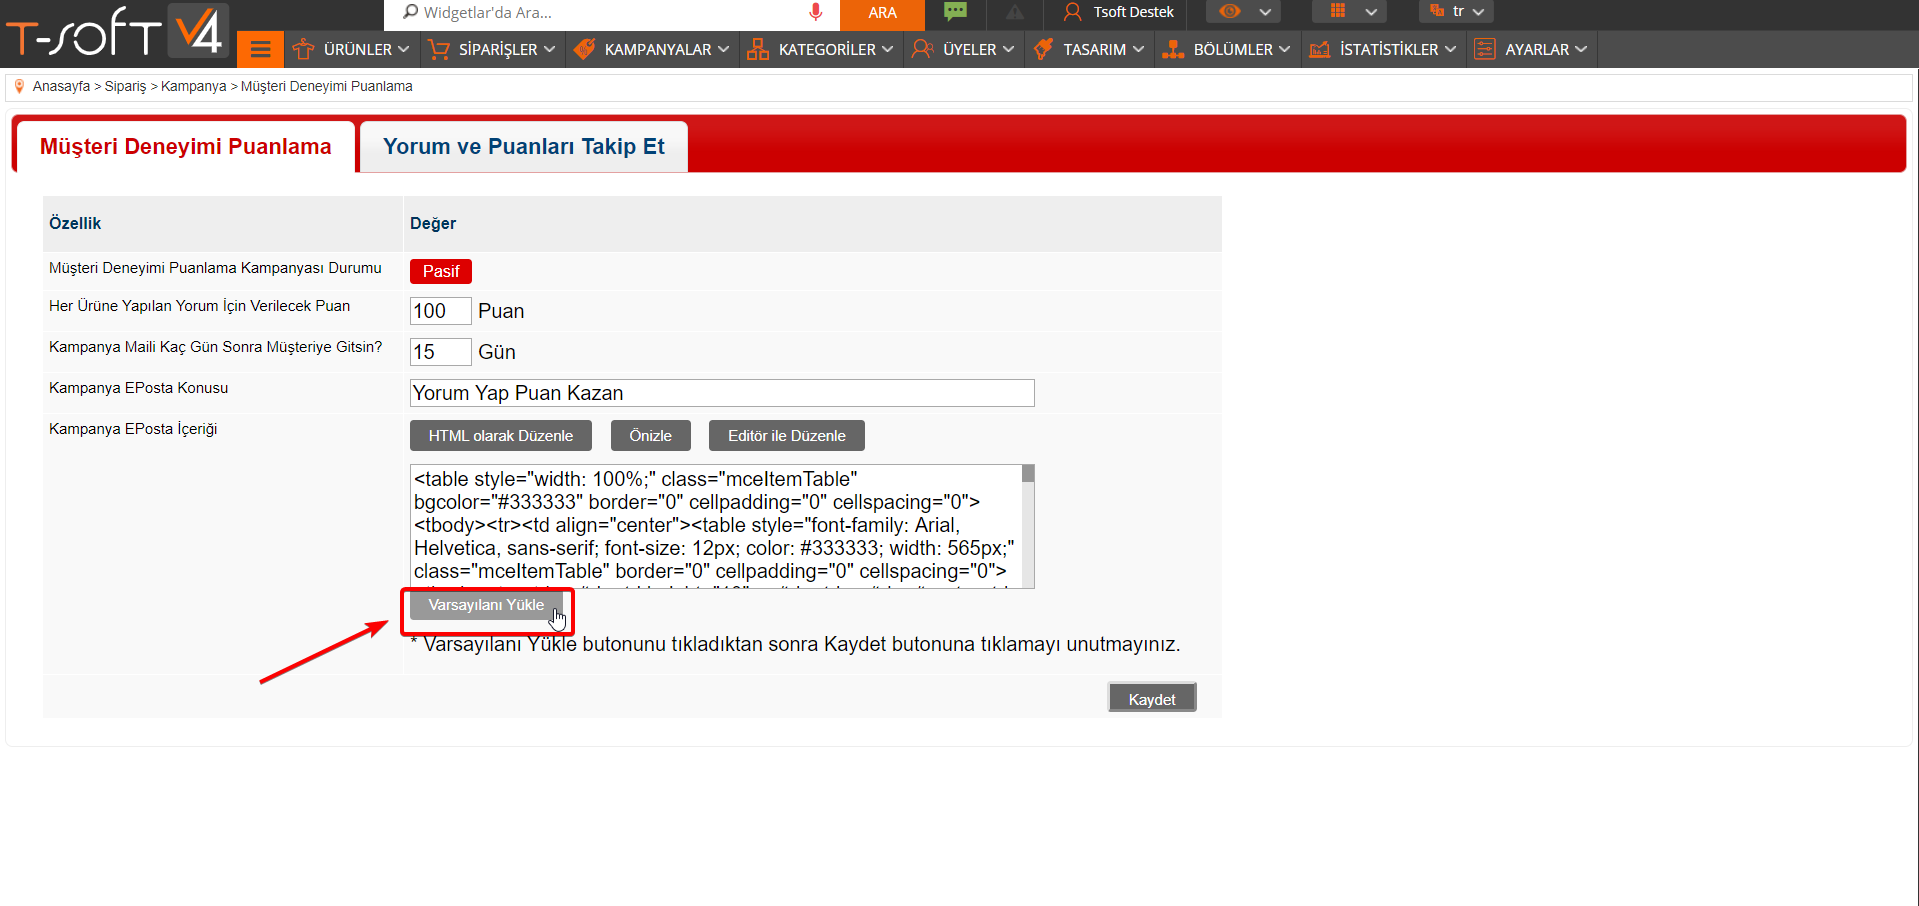 T-SOFT V4
Widgetlar'da Ara...
ARA
Tsoft Destek
tr
ÜRÜNLER
SİPARİŞLER
KAMPANYALAR
KATEGORİLER
ÜYELER
TASARIM
BÖLÜMLER
İSTATİSTİKLER
AYARLAR
Anasayfa > Sipariş > Kampanya > Müşteri Deneyimi Puanlama
Müşteri Deneyimi Puanlama
Yorum ve Puanları Takip Et
Özellik
Değer
Müşteri Deneyimi Puanlama Kampanyası Durumu
Pasif
Her Ürüne Yapılan Yorum İçin Verilecek Puan
100 Puan
Kampanya Maili Kaç Gün Sonra Müşteriye Gitsin?
15 Gün
Kampanya EPosta Konusu
Yorum Yap Puan Kazan
Kampanya EPosta İçeriği
HTML olarak Düzenle
Önizle
Editör ile Düzenle
<table style="width: 100%;" class="mceItemTable"
bgcolor="#333333" border="0" cellpadding="0" cellspacing="0">
<tbody><tr><td align="center"><table style="font-family: Arial,
Helvetica, sans-serif; font-size: 12px; color: #333333; width: 565px;"
class="mceItemTable" border="0" cellpadding="0" cellspacing="0">
Varsayılanı Yükle
* Varsayılanı Yükle butonunu tıkladıktan sonra Kaydet butonuna tıklamayı unutmayınız.
Kaydet